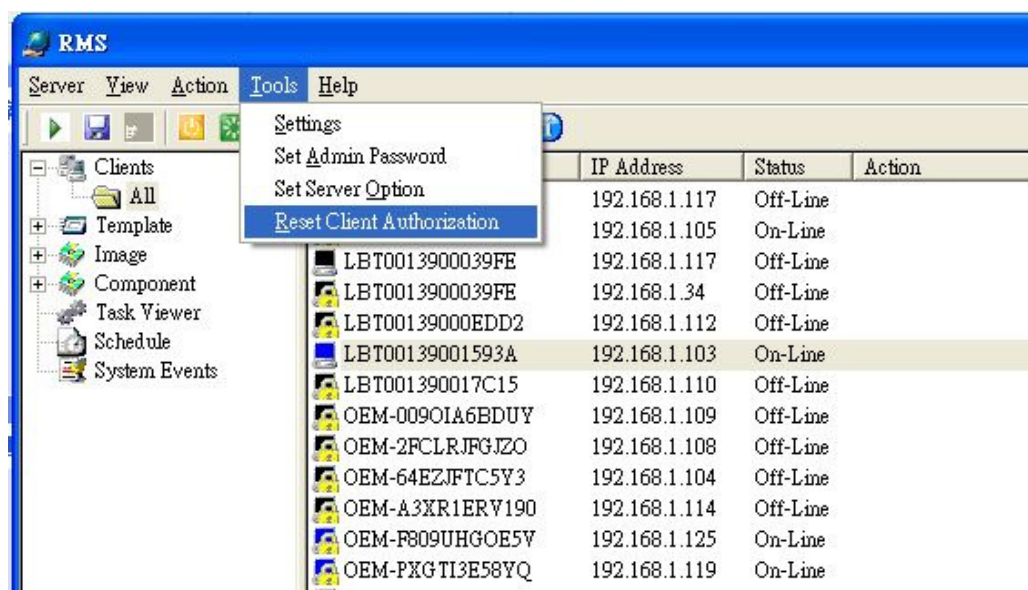 RMS
Server View Action Tools Help
Settings
Set Admin Password
Set Server Option
Reset Client Authorization
Clients
All
Template
Image
Component
Task Viewer
Schedule
System Events
IP Address Status Action
192.168.1.117 Off-Line
192.168.1.105 On-Line
LBT0013900039FE 192.168.1.117 Off-Line
LBT0013900039FE 192.168.1.34 Off-Line
LBT00139000EDD2 192.168.1.112 Off-Line
LBT00139001593A 192.168.1.103 On-Line
LBT001390017C15 192.168.1.110 Off-Line
OEM-009OIA6BDUY 192.168.1.109 Off-Line
OEM-2FCLRJFGJZO 192.168.1.108 Off-Line
OEM-64EZJFTC5Y3 192.168.1.104 Off-Line
OEM-A3XR1ERV190 192.168.1.114 Off-Line
OEM-F809UHGOE5V 192.168.1.125 On-Line
OEM-PXGTI3E58YQ 192.168.1.119 On-Line